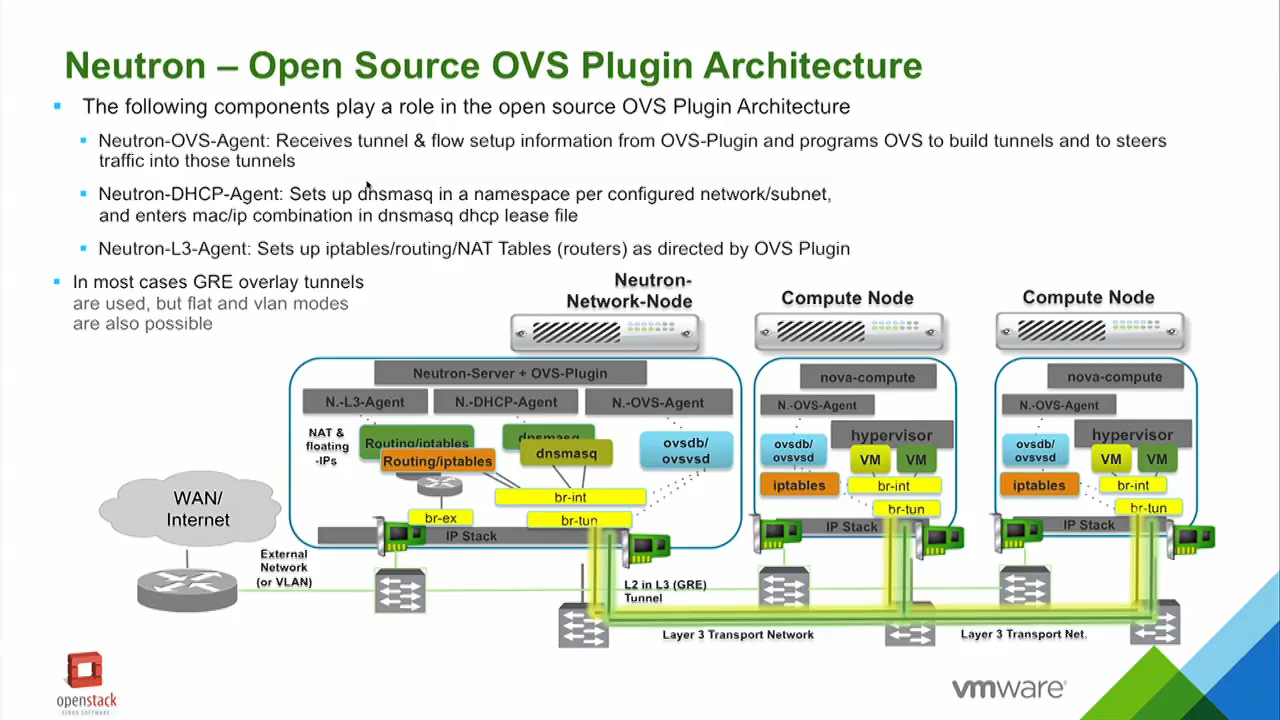 Neutron – Open Source OVS Plugin Architecture
The following components play a role in the open source OVS Plugin Architecture
Neutron-OVS-Agent: Receives tunnel & flow setup information from OVS-Plugin and programs OVS to build tunnels and to steers
traffic into those tunnels
Neutron-DHCP-Agent: Sets up dnsmasq in a namespace per configured network/subnet,
and enters mac/ip combination in dnsmasq dhcp lease file
Neutron-L3-Agent: Sets up iptables/routing/NAT Tables (routers) as directed by OVS Plugin
In most cases GRE overlay tunnels
are used, but flat and vlan modes
are also possible
Neutron-
Network-Node
Compute Node
Compute Node
Neutron-Server + OVS-Plugin
N.-L3-Agent
N.-DHCP-Agent
N.-OVS-Agent
NAT &
floating
-IPs
Routing/iptables
Routing/iptables
dnsmasq
dnsmasq
ovsdb/
ovsvsd
br-int
br-ex
br-tun
IP Stack
nova-compute
N.-OVS-Agent
hypervisor
ovsdb/
ovsvsd
VM
VM
iptables
br-int
br-tun
IP Stack
nova-compute
N.-OVS-Agent
hypervisor
ovsdb/
ovsvsd
VM
VM
iptables
br-int
br-tun
IP Stack
WAN/
Internet
External
Network
(or VLAN)
L2 in L3 (GRE)
Tunnel
Layer 3 Transport Network
Layer 3 Transport Net.
openstack
CLOUD SOFTWARE
vmware